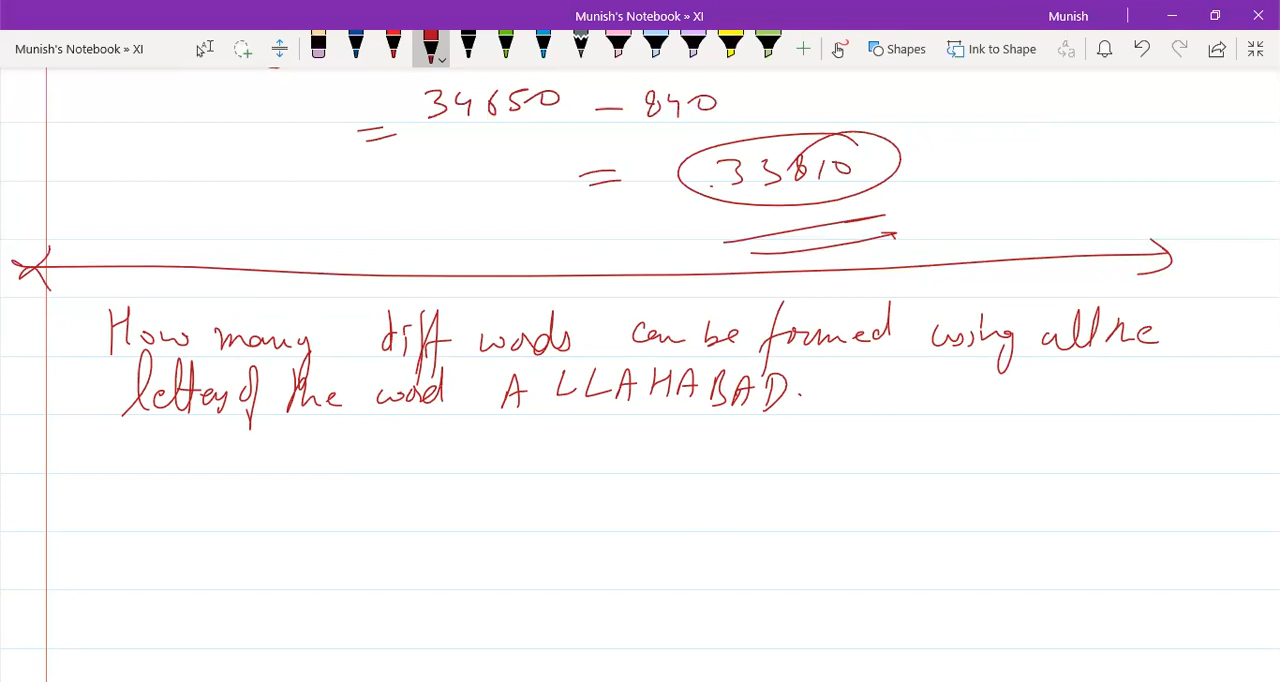 Munish's Notebook » XI
Munish
Munish's Notebook » XI
Shapes
Ink to Shape
= 34650 - 840
= 33810
How many diff words can be formed using all the
letters of the word ALLAHABAD.